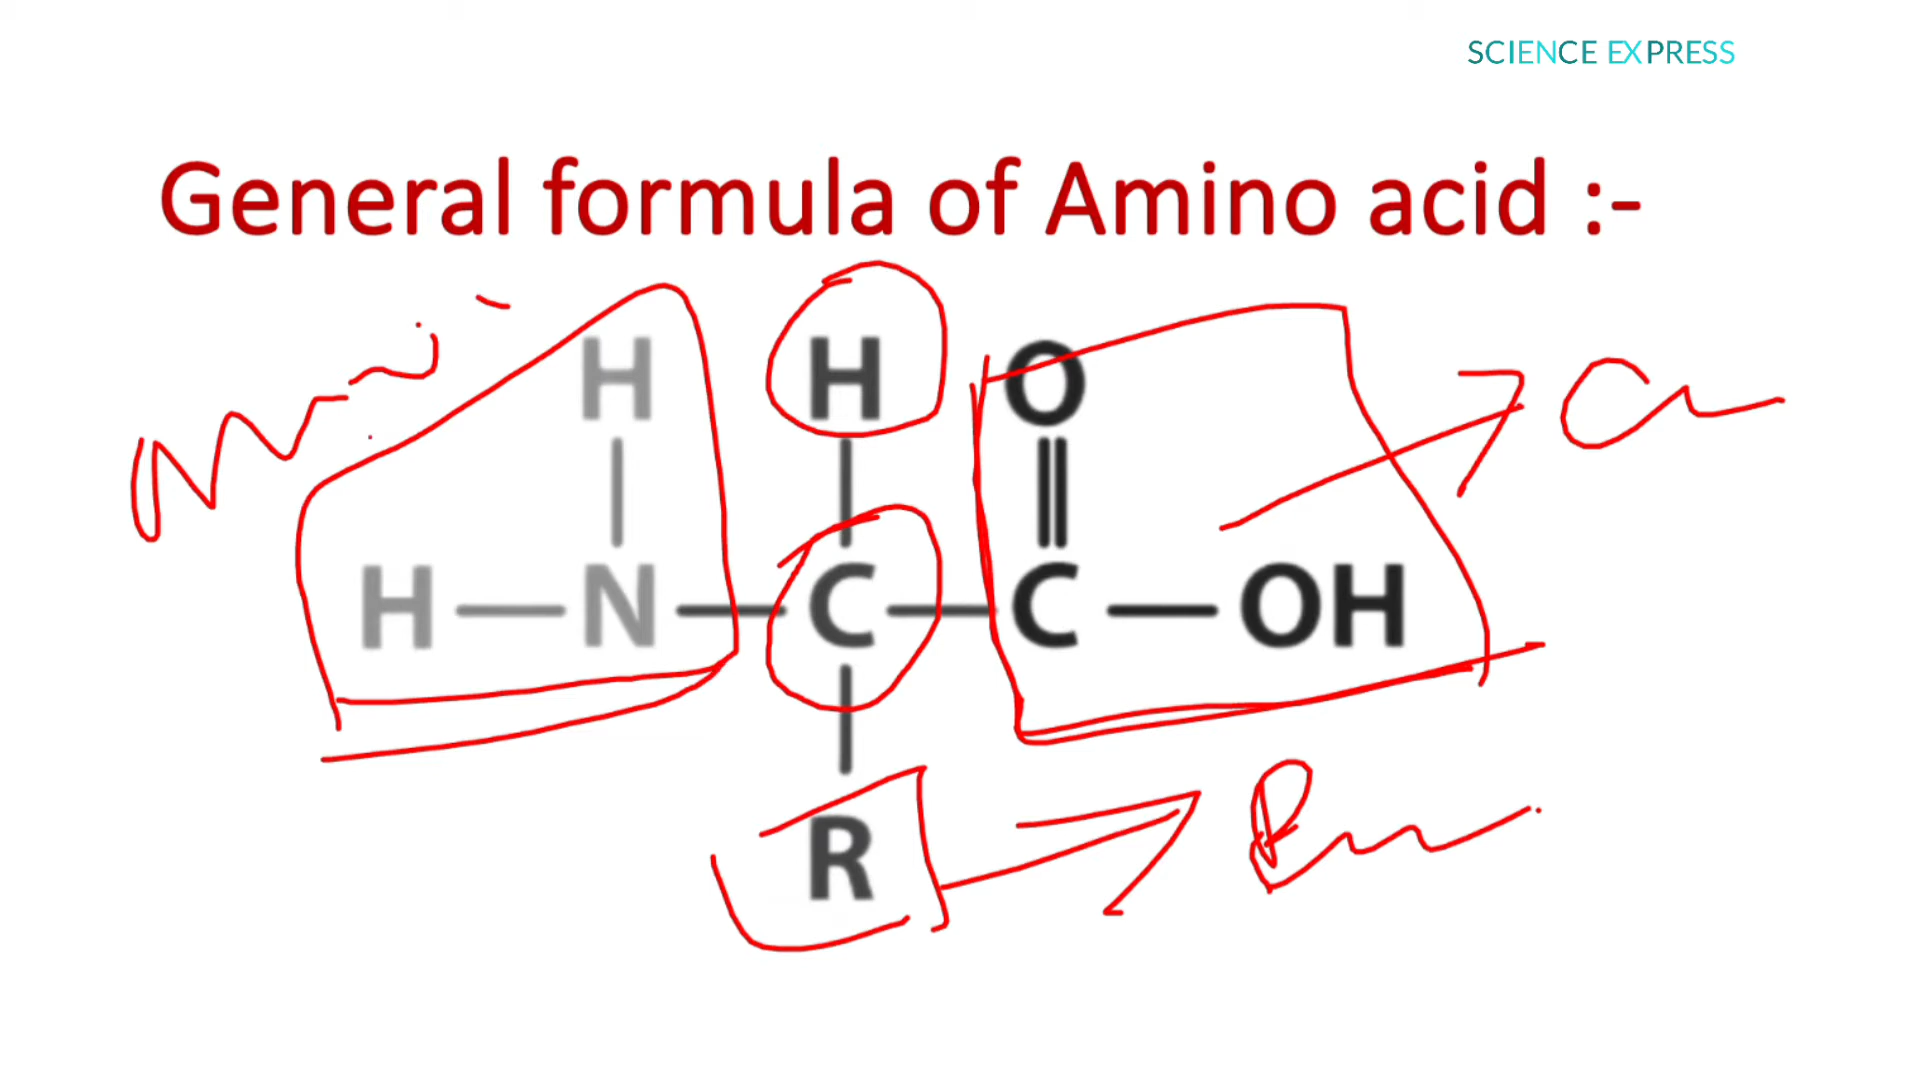 SCIENCE EXPRESS
General formula of Amino acid :-
H H O
H N C C OH
R